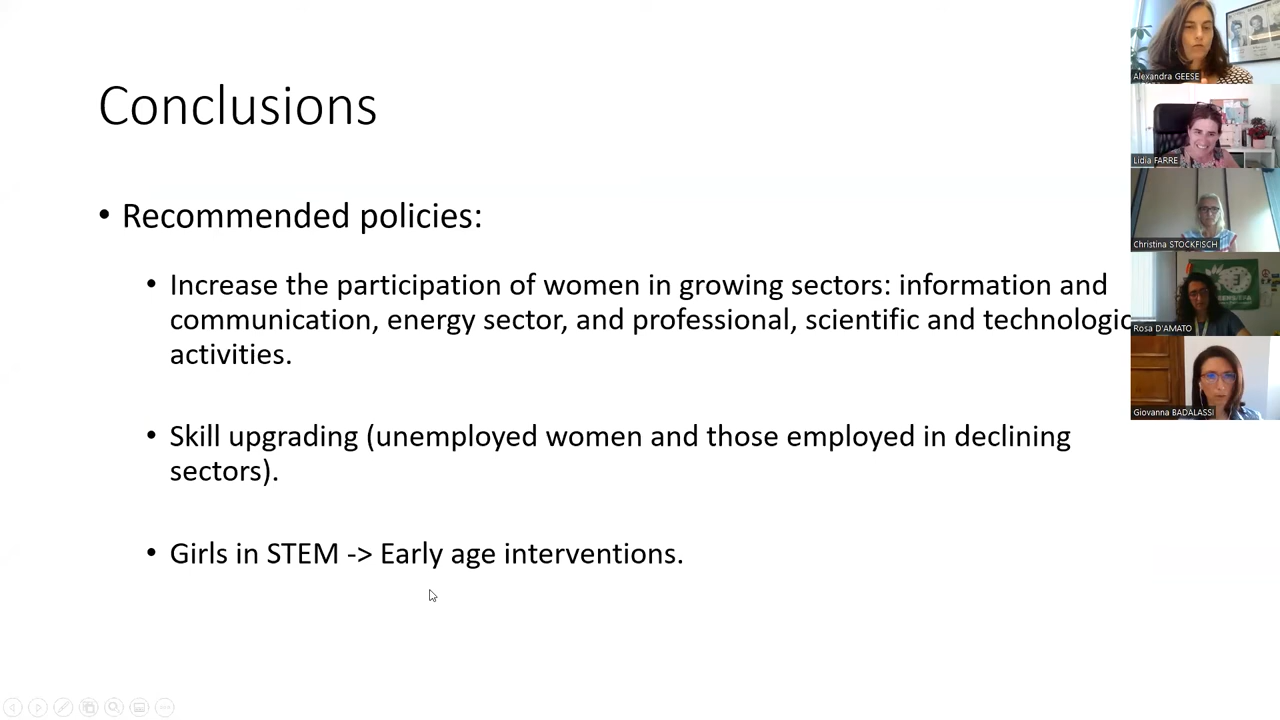 Conclusions
• Recommended policies:
• Increase the participation of women in growing sectors: information and
communication, energy sector, and professional, scientific and technologic
activities.
• Skill upgrading (unemployed women and those employed in declining
sectors).
• Girls in STEM -> Early age interventions.
Alexandra GEESE
Lidia FARRE
Christina STOCKFISCH
Rosa D'AMATO
Giovanna BADALASSI